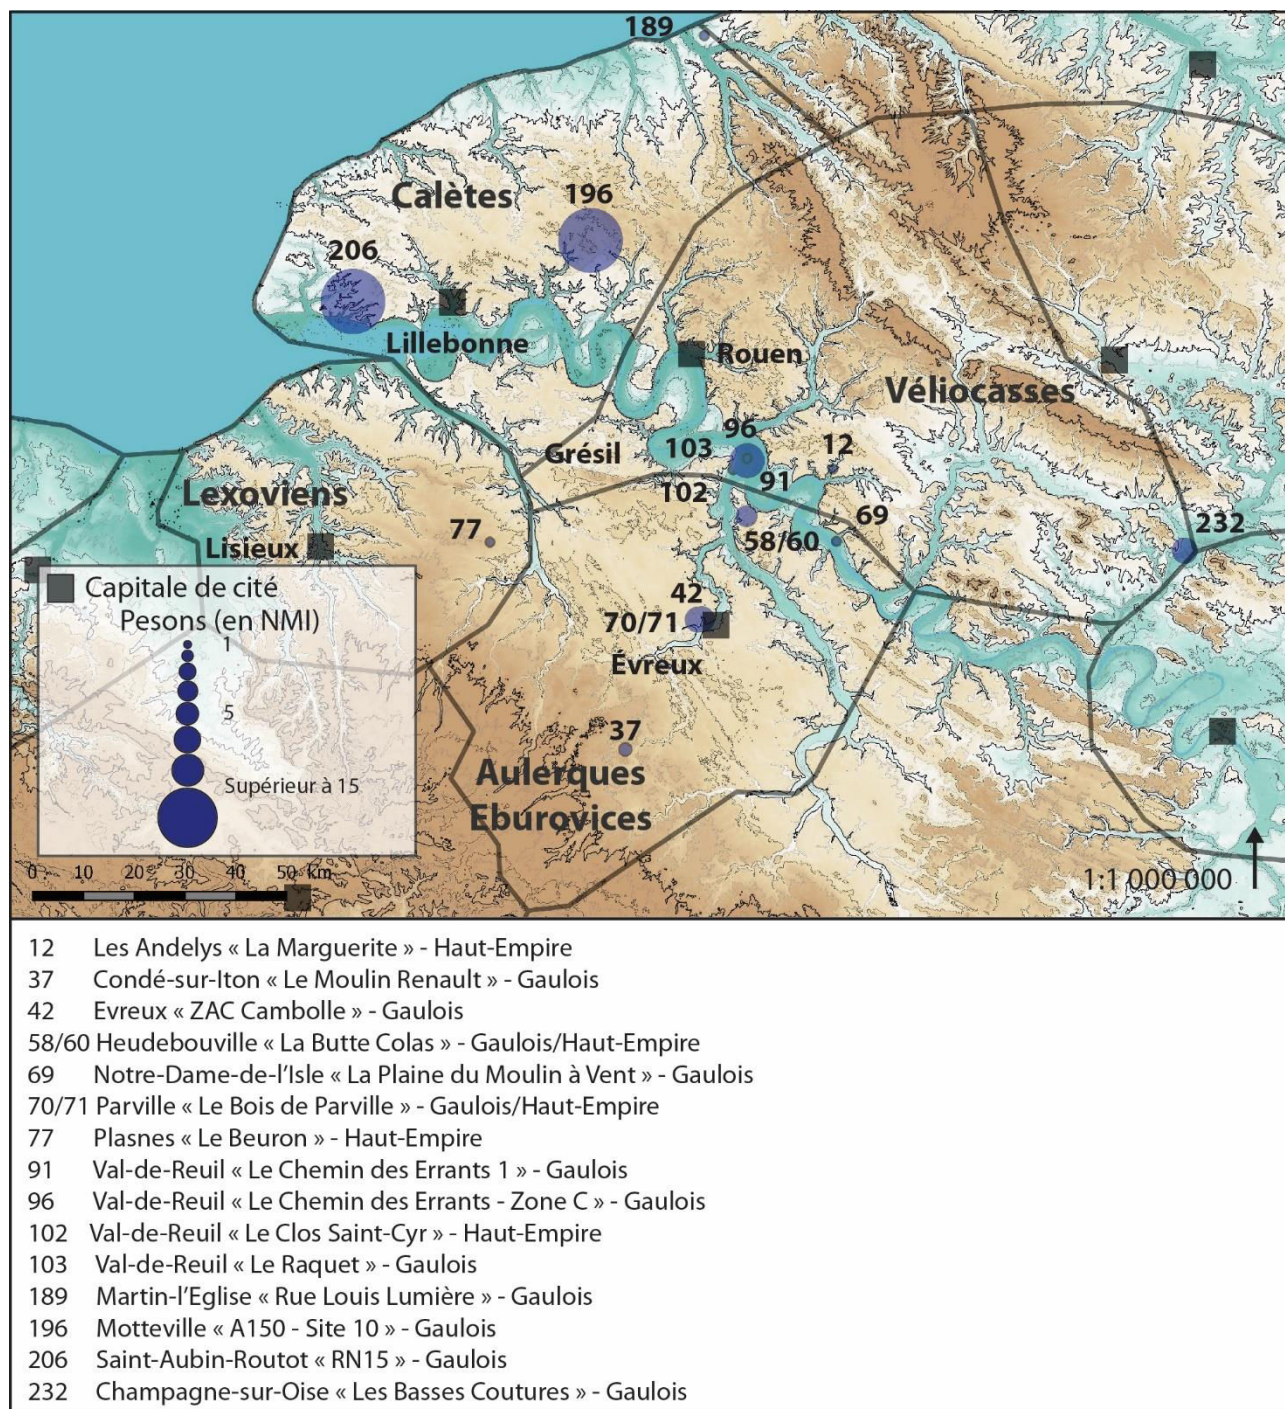 189
Calètes
196
206
Lillebonne
Rouen
Véliocasses
96
Grésil
103
12
91
102
Lexoviens
69
77
58/60
232
Lisieux
Capitale de cité
Pesons (en NMI)
1
5
Supérieur à 15
42
70/71
Évreux
37
Aulerques
Eburovices
0 10 20 30 40 50 km
1:1 000 000
12 Les Andelys « La Marguerite » - Haut-Empire
37 Condé-sur-Iton « Le Moulin Renault » - Gaulois
42 Evreux « ZAC Cambolle » - Gaulois
58/60 Heudebouville « La Butte Colas » - Gaulois/Haut-Empire
69 Notre-Dame-de-l'Isle « La Plaine du Moulin à Vent » - Gaulois
70/71 Parville « Le Bois de Parville » - Gaulois/Haut-Empire
77 Plasnes « Le Beuron » - Haut-Empire
91 Val-de-Reuil « Le Chemin des Errants 1 » - Gaulois
96 Val-de-Reuil « Le Chemin des Errants - Zone C » - Gaulois
102 Val-de-Reuil « Le Clos Saint-Cyr » - Haut-Empire
103 Val-de-Reuil « Le Raquet » - Gaulois
189 Martin-l'Eglise « Rue Louis Lumière » - Gaulois
196 Motteville « A150 - Site 10 » - Gaulois
206 Saint-Aubin-Routot « RN15 » - Gaulois
232 Champagne-sur-Oise « Les Basses Coutures » - Gaulois